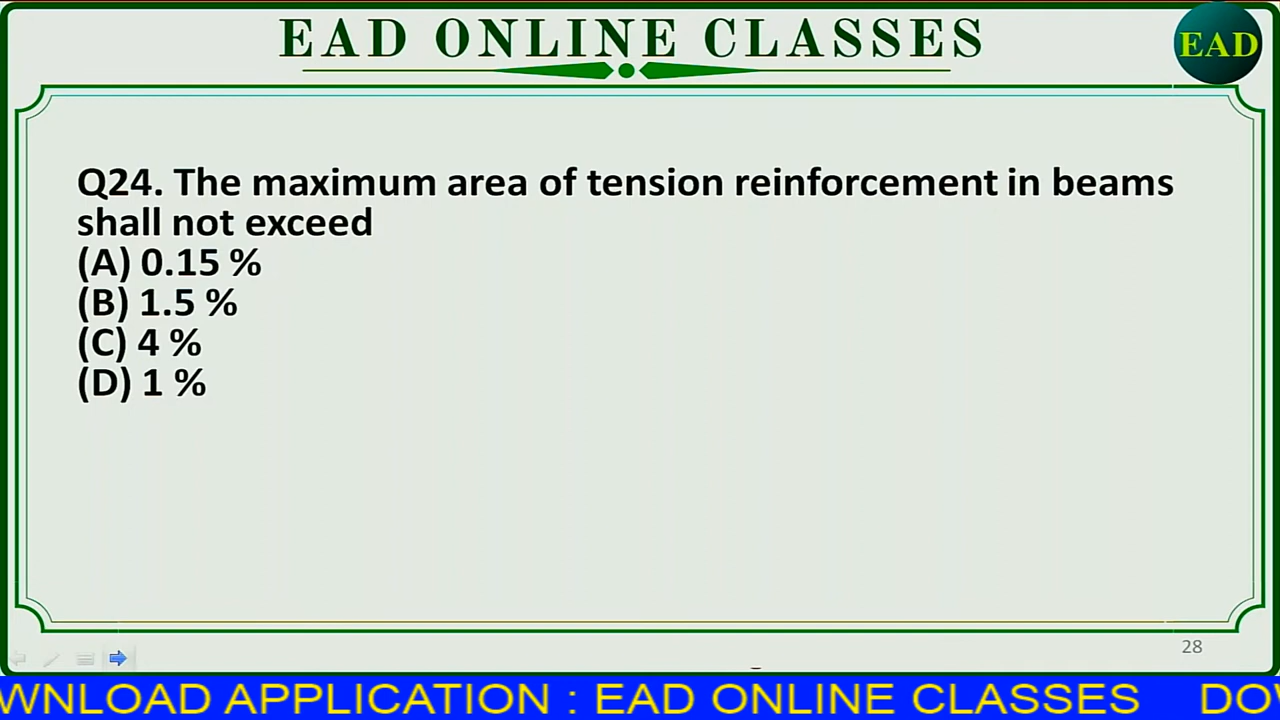 EAD ONLINE CLASSES
EAD
Q24. The maximum area of tension reinforcement in beams
shall not exceed
(A) 0.15 %
(B) 1.5 %
(C) 4 %
(D) 1 %
28
WNLOAD APPLICATION : EAD ONLINE CLASSES DO